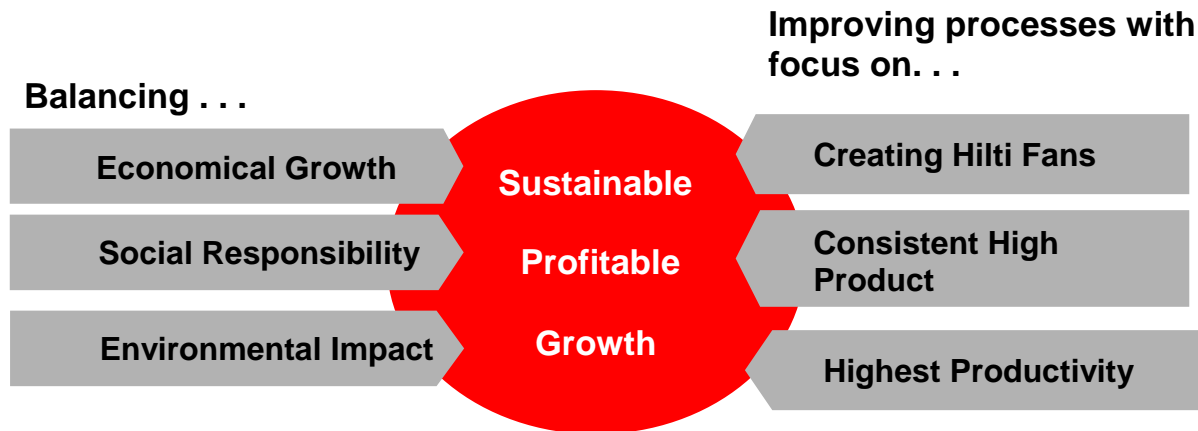 Balancing . . .
Economical Growth
Social Responsibility
Environmental Impact
Sustainable
Profitable
Growth
Improving processes with
focus on. . .
Creating Hilti Fans
Consistent High
Product
Highest Productivity